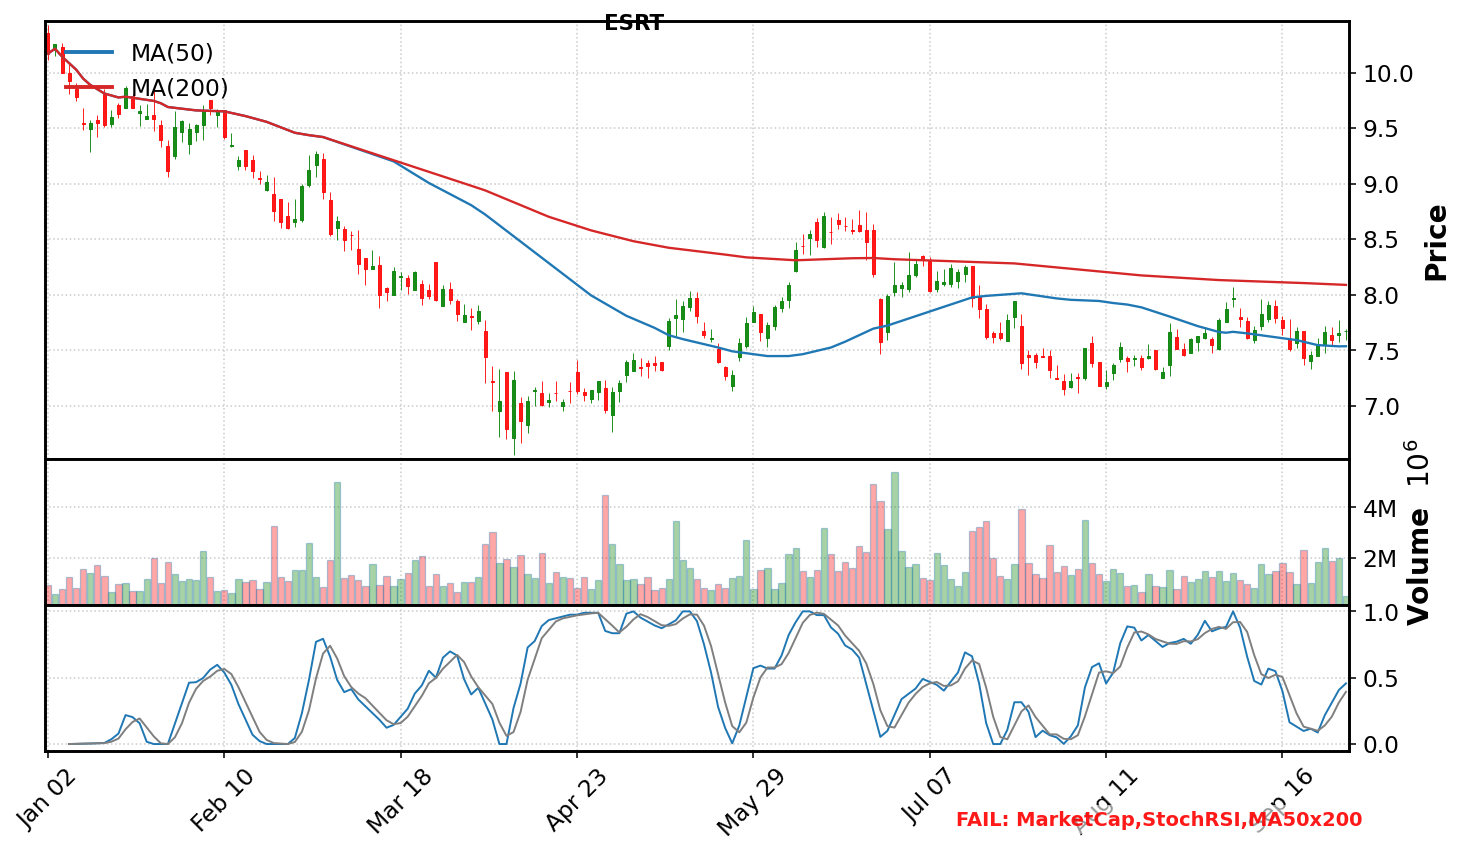 ESRT
MA(50)
MA(200)
10.0
9.5
9.0
8.5
8.0
7.5
7.0
Price
10⁶
4M
2M
Volume
1.0
0.5
0.0
Jan 02
Feb 10
Mar 18
Apr 23
May 29
Jul 07
Aug 11
Sep 16
FAIL: MarketCap,StochRSI,MA50x200